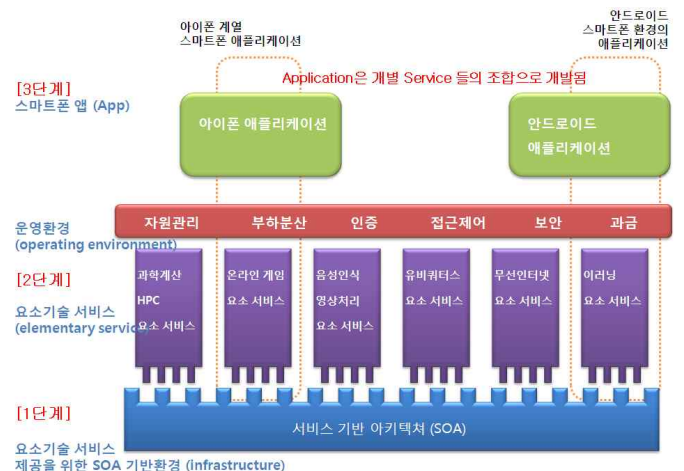 아이폰 계열
스마트폰 애플리케이션
안드로이드
스마트폰 환경의
애플리케이션
Application은 개별 Service 들의 조합으로 개발됨
[3단계]
스마트폰 앱 (App)
아이폰 애플리케이션
안드로이드
애플리케이션
운영환경
(operating environment)
자원관리 부하분산 인증 접근제어 보안 과금
[2단계]
요소기술 서비스
(elementary service)
과학계산
HPC
요소 서비스
온라인 게임
요소 서비스
음성인식
영상처리
요소 서비스
유비쿼터스
요소 서비스
무선인터넷
요소 서비스
이러닝
요소 서비스
[1단계]
서비스 기반 아키텍쳐 (SOA)
요소기술 서비스
제공을 위한 SOA 기반환경 (infrastructure)